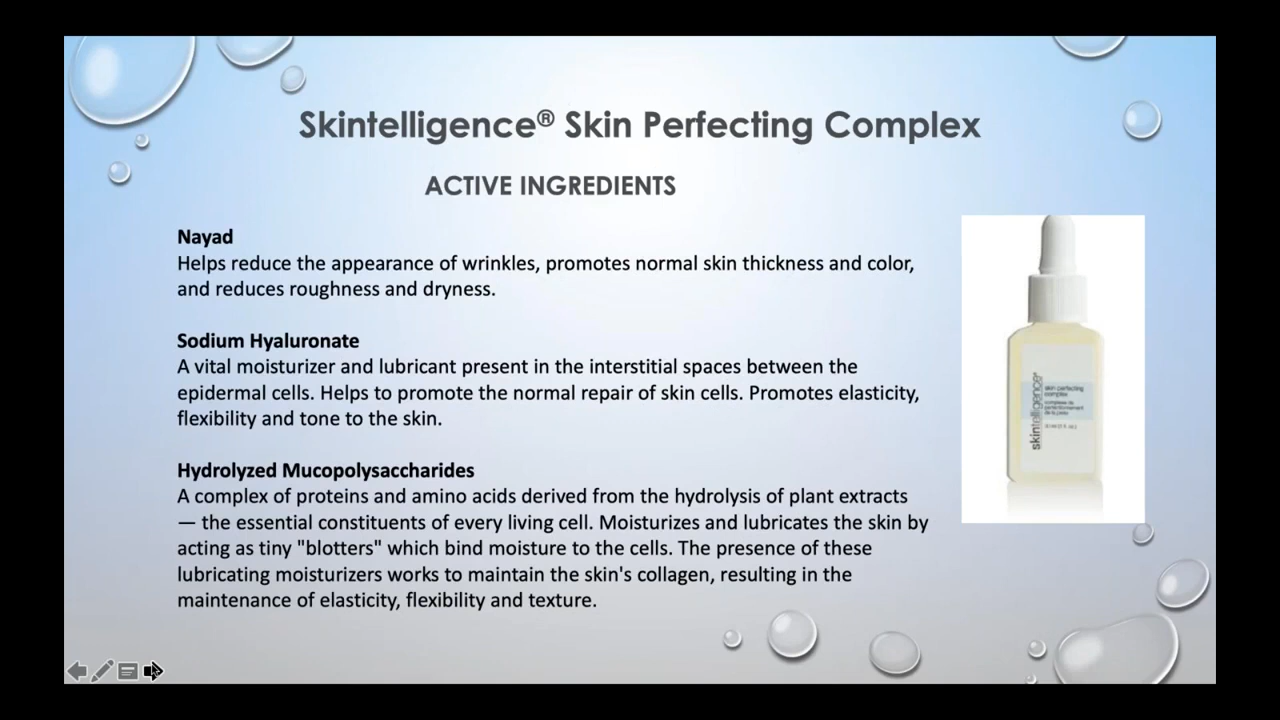 Skintelligence® Skin Perfecting Complex
ACTIVE INGREDIENTS
Nayad
Helps reduce the appearance of wrinkles, promotes normal skin thickness and color,
and reduces roughness and dryness.
Sodium Hyaluronate
A vital moisturizer and lubricant present in the interstitial spaces between the
epidermal cells. Helps to promote the normal repair of skin cells. Promotes elasticity,
flexibility and tone to the skin.
Hydrolyzed Mucopolysaccharides
A complex of proteins and amino acids derived from the hydrolysis of plant extracts
— the essential constituents of every living cell. Moisturizes and lubricates the skin by
acting as tiny "blotters" which bind moisture to the cells. The presence of these
lubricating moisturizers works to maintain the skin's collagen, resulting in the
maintenance of elasticity, flexibility and texture.
skintelligence
skin perfecting
complex
complexe de
perfectionnement
de la peau